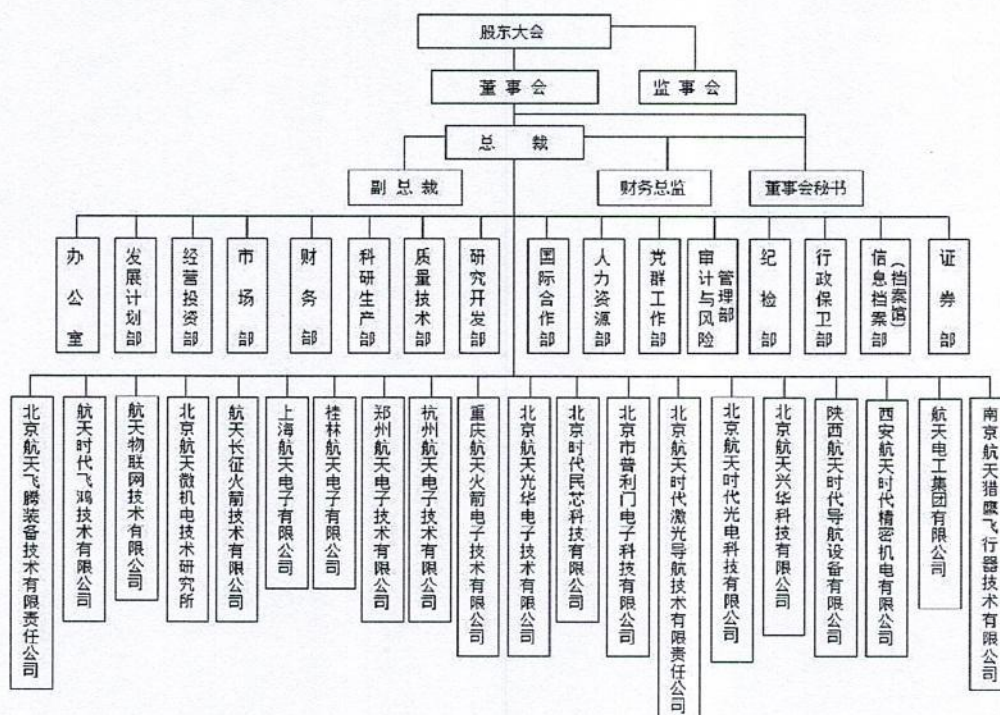 股东大会
董事会
监事会
总裁
副总裁
财务总监
董事会秘书
办公室
发展计划部
经营投资部
市场部
财务部
科研生产部
质量技术部
研究开发部
国际合作部
人力资源部
党群工作部
审计与风险
管理部
纪检部
行政保卫部
信息档案部
（档案馆）
证券部
北京航天飞腾装备技术有限责任公司
航天时代飞鸿技术有限公司
航天物联网技术有限公司
北京航天微机电技术研究所
航天长征火箭技术有限公司
上海航天电子有限公司
桂林航天电子有限公司
郑州航天电子技术有限公司
杭州航天电子技术有限公司
重庆航天火箭电子技术有限公司
北京航天光华电子技术有限公司
北京时代民芯科技有限公司
北京市普利门电子科技有限公司
北京航天时代激光导航技术有限责任公司
北京航天时代光电科技有限公司
北京航天兴华科技有限公司
陕西航天时代导航设备有限公司
西安航天时代精密机电有限公司
航天电工集团有限公司
南京航天猎鹰飞行器技术有限公司